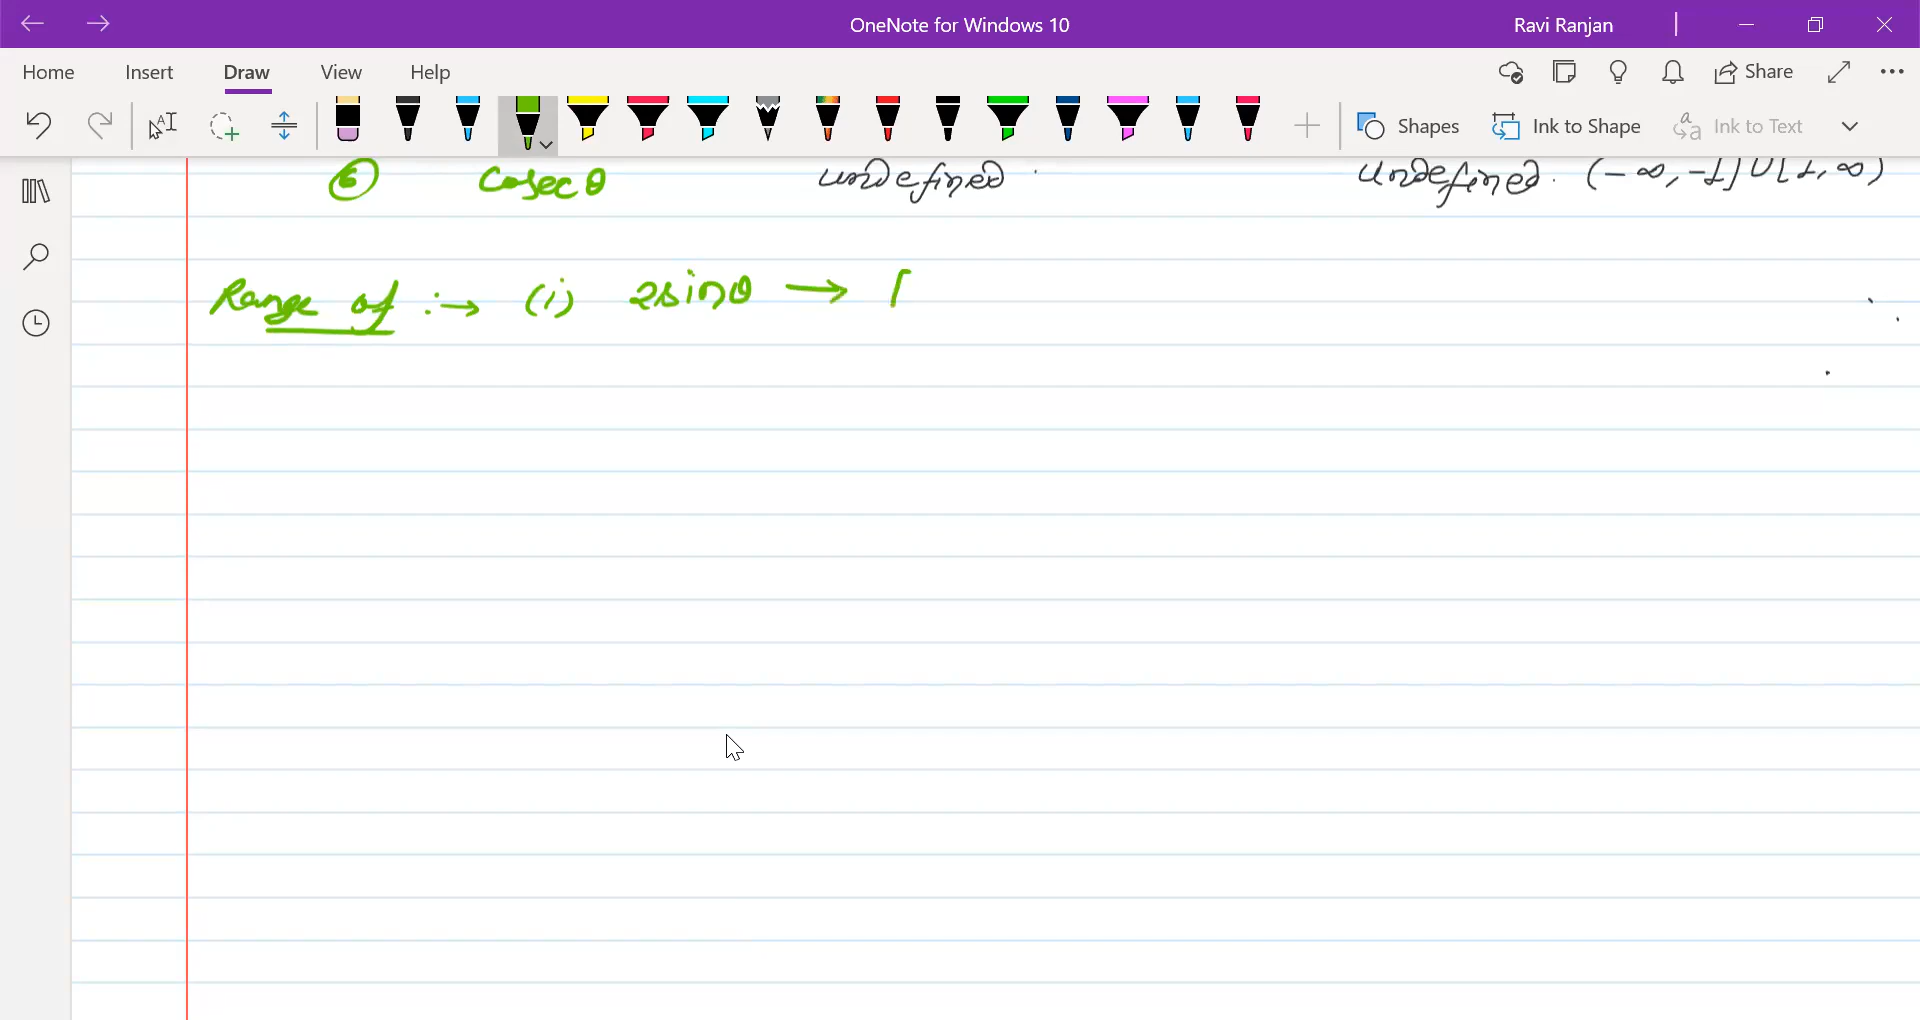 OneNote for Windows 10 Ravi Ranjan
Home Insert Draw View Help Share
Shapes Ink to Shape Ink to Text
⑥ Cosec θ undefined. undefined. (-∞, -1] ∪ [1, ∞)
Range of :→ (i) 2sinθ → [